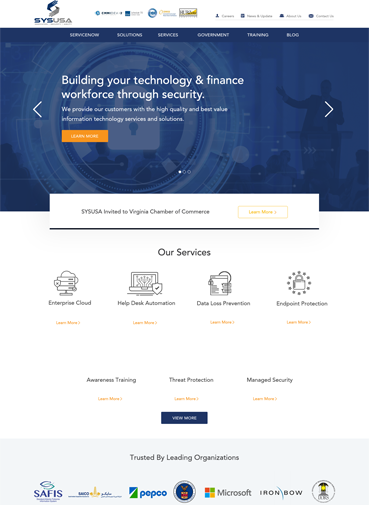 SYSUSA
Careers News & Update About Us Contact Us
SERVICENOW SOLUTIONS SERVICES GOVERNMENT TRAINING BLOG
Building your technology & finance
workforce through security.
We provide our customers with the high quality and best value
information technology services and solutions.
LEARN MORE
SYSUSA Invited to Virginia Chamber of Commerce
Learn More
Our Services
Enterprise Cloud Help Desk Automation Data Loss Prevention Endpoint Protection
Learn More Learn More Learn More Learn More
Awareness Training Threat Protection Managed Security
Learn More Learn More Learn More
VIEW MORE
Trusted By Leading Organizations
SAFIS SAICO pepco Microsoft IRON BOW